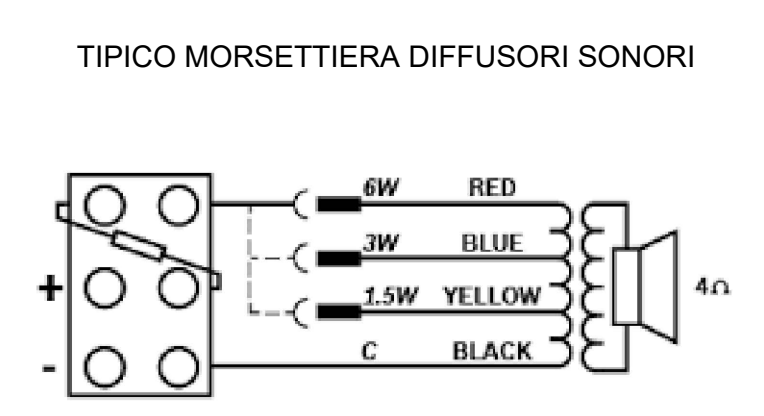 TIPICO MORSETTIERA DIFFUSORI SONORI
6W RED
3W BLUE
+ 1.5W YELLOW 4Ω
- C BLACK